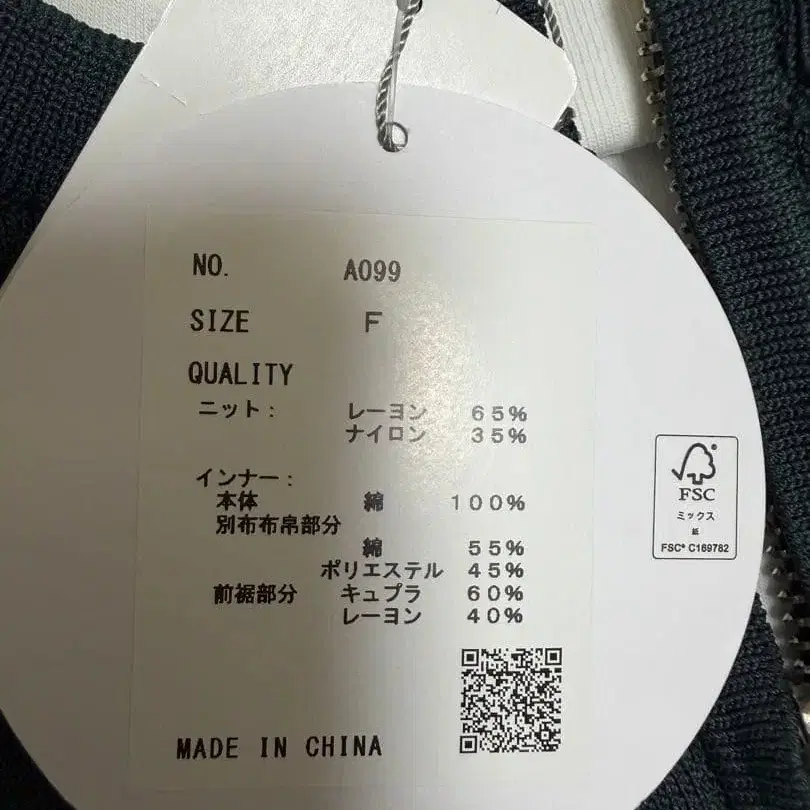 NO. A099
SIZE F
QUALITY
ニット: レーヨン 65%
ナイロン 35%
インナー:
本体 綿 100%
別布布帛部分
綿 55%
ポリエステル 45%
前裾部分 キュプラ 60%
レーヨン 40%
MADE IN CHINA
FSC
ミックス
紙
FSC® C169782